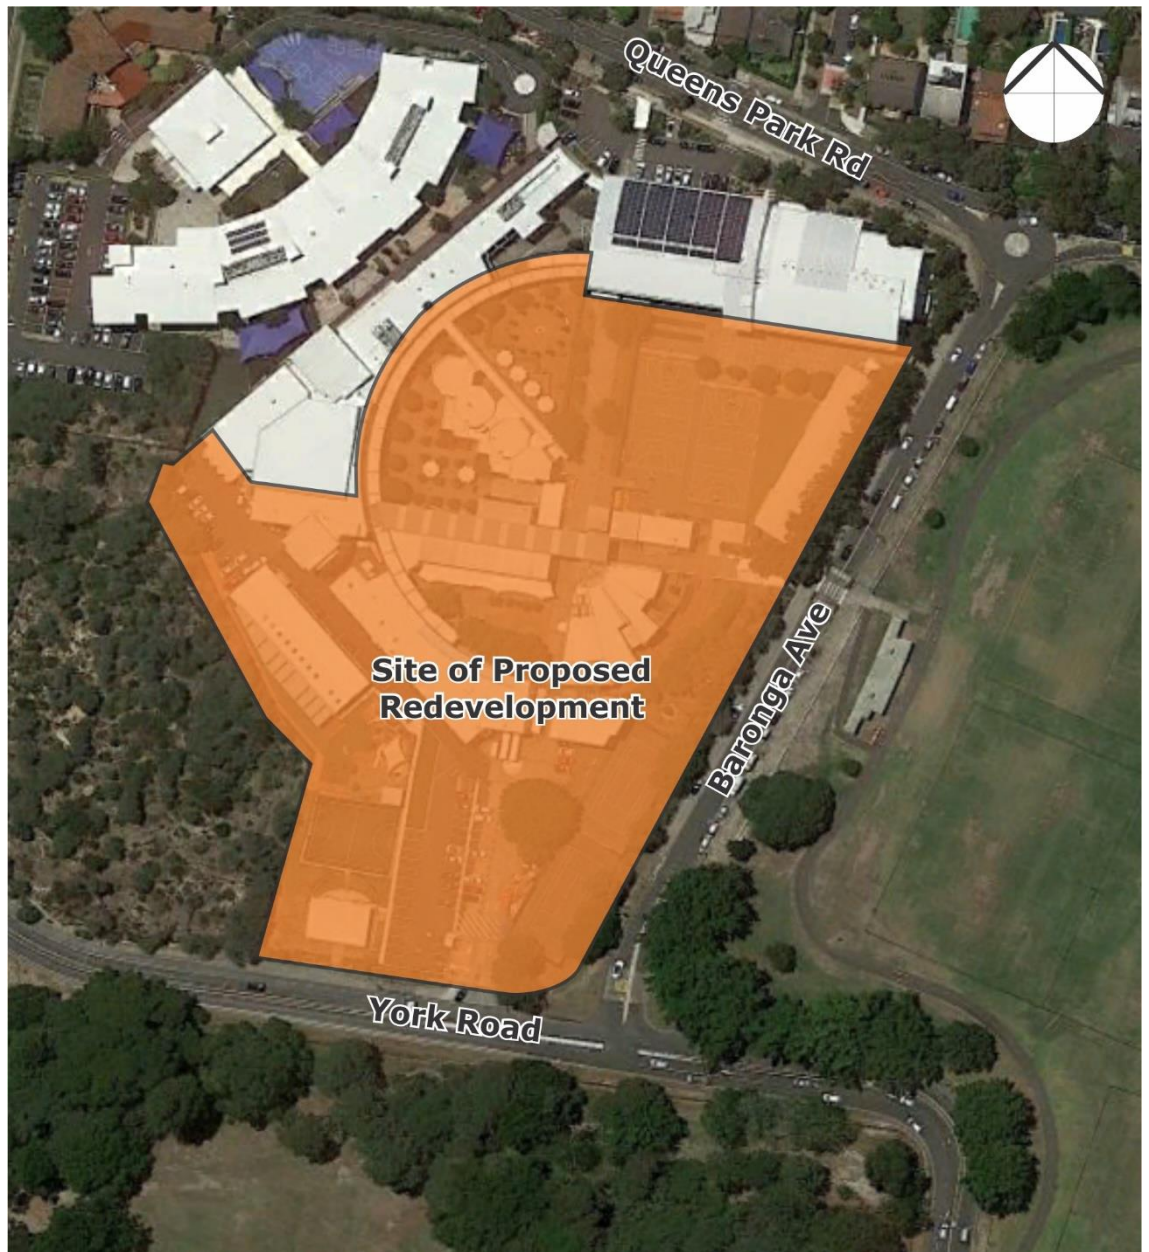 Queens Park Rd
Site of Proposed
Redevelopment
Baronga Ave
York Road